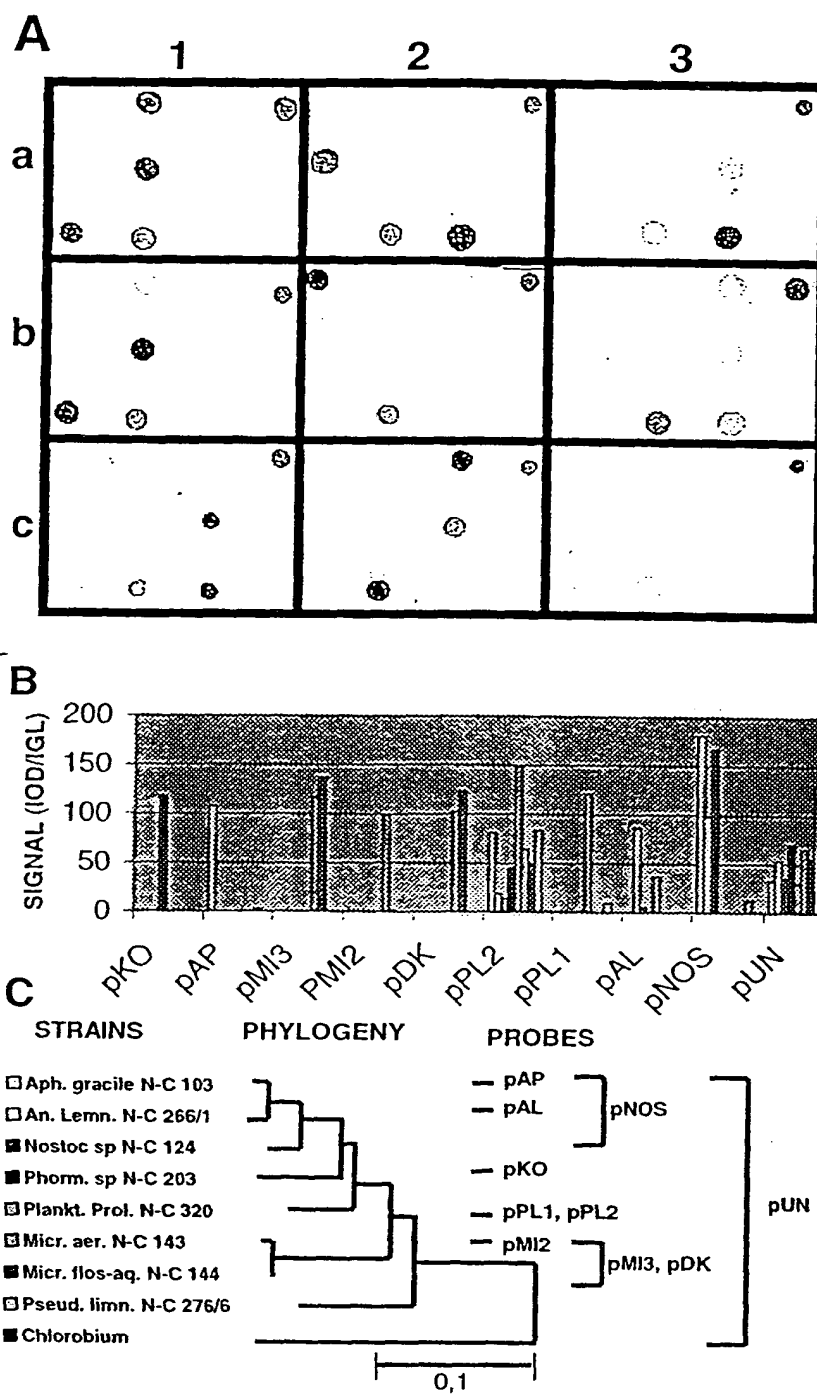 A
1 2 3
a
b
c
B
SIGNAL (IOD/IGL)
200
150
100
50
0
pKO pAP pMI3 PMI2 pDK pPL2 pPL1 pAL pNOS pUN
C
STRAINS PHYLOGENY PROBES
Aph. gracile N-C 103 pAP
An. Lemn. N-C 266/1 pAL pNOS
Nostoc sp N-C 124
Phorm. sp N-C 203 pKO
Plankt. Prol. N-C 320 pPL1, pPL2 pUN
Micr. aer. N-C 143 pMI2
Micr. flos-aq. N-C 144 pMI3, pDK
Pseud. limn. N-C 276/6
Chlorobium
0,1